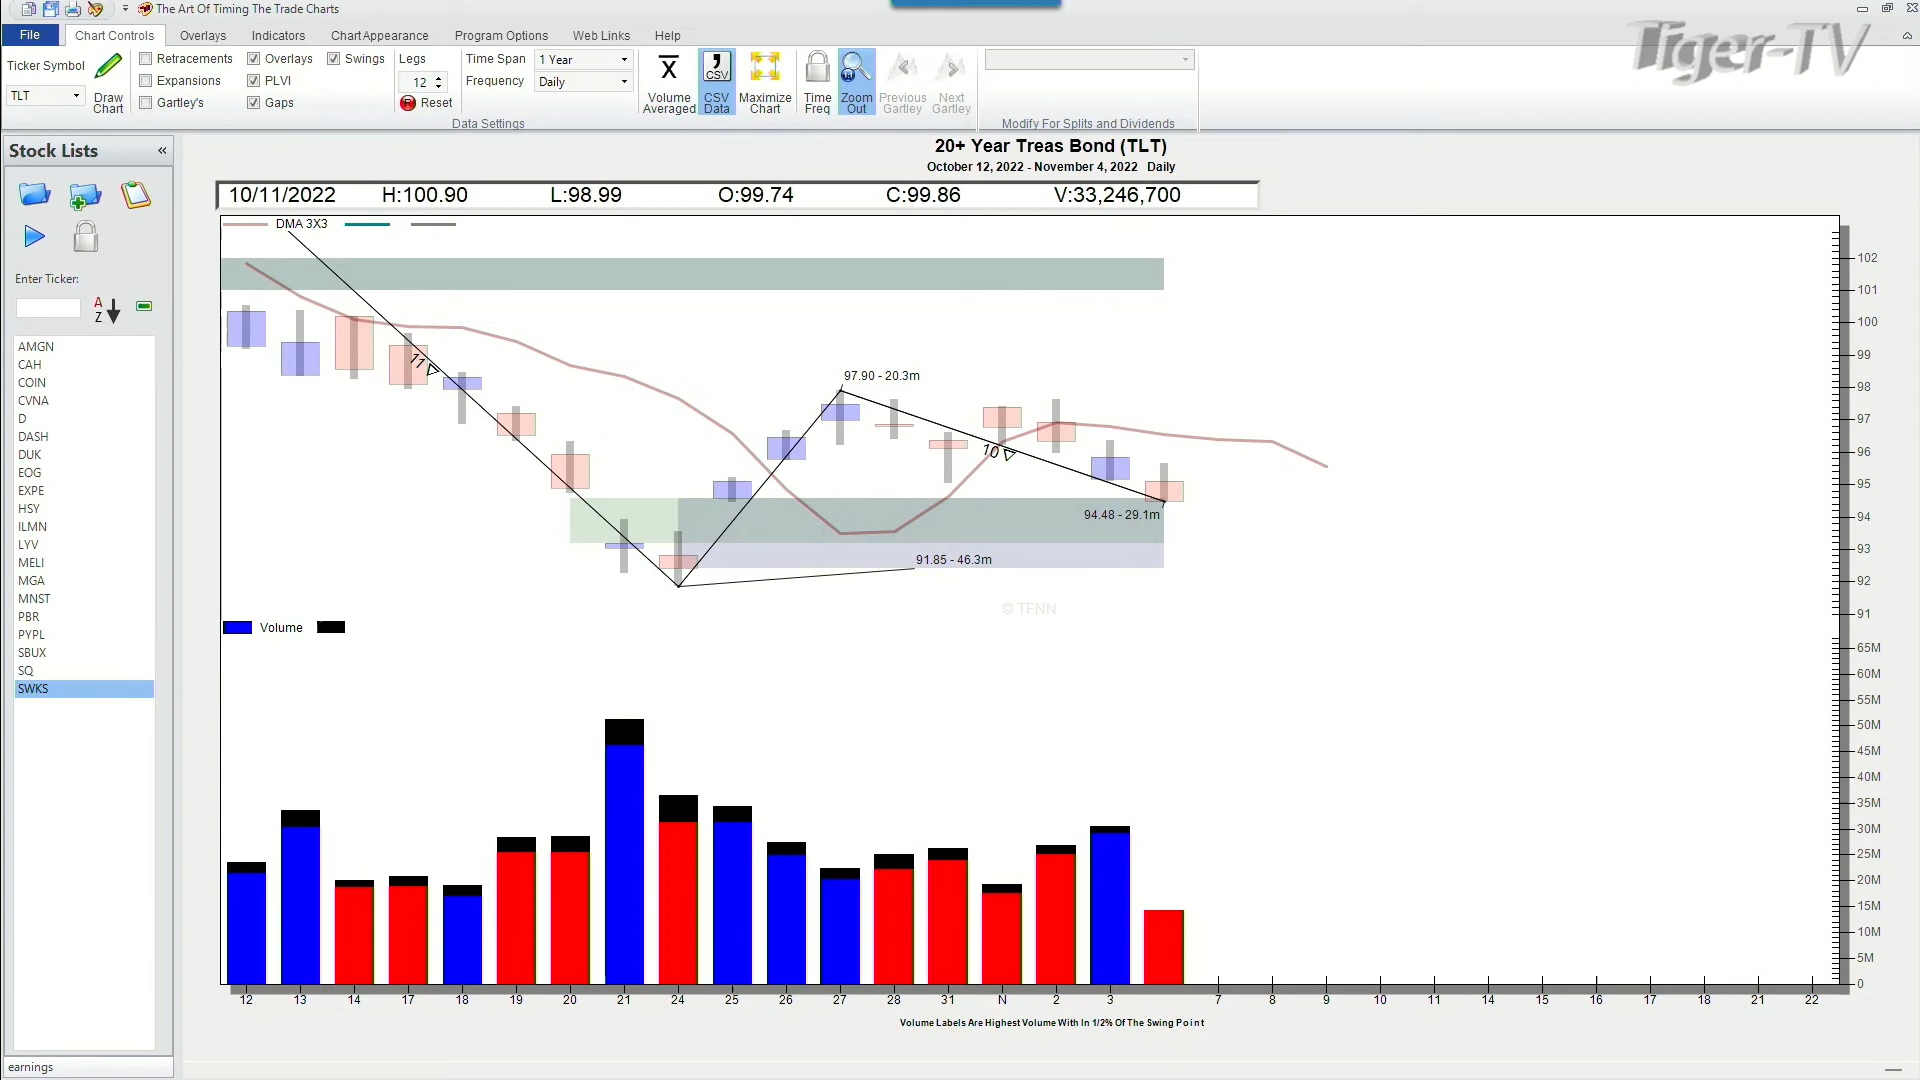 The Art Of Timing The Trade Charts
File Chart Controls Overlays Indicators Chart Appearance Program Options Web Links Help
Tiger-TV
Ticker Symbol
TLT
Draw Chart
Retracements
Expansions
Gartley's
Overlays
PLVI
Gaps
Swings
Legs
12
Reset
Time Span 1 Year
Frequency Daily
Data Settings
Volume Averaged
CSV
CSV Data
Maximize Chart
Time Freq
Zoom Out
Previous Gartley
Next Gartley
Modify For Splits and Dividends
Stock Lists
Enter Ticker:
A
Z
AMGN
CAH
COIN
CVNA
D
DASH
DUK
EOG
EXPE
HSY
ILMN
LYV
MELI
MGA
MNST
PBR
PYPL
SBUX
SQ
SWKS
earnings
20+ Year Treas Bond (TLT)
October 12, 2022 - November 4, 2022 Daily
10/11/2022 H:100.90 L:98.99 O:99.74 C:99.86 V:33,246,700
DMA 3X3
11
97.90 - 20.3m
10
94.48 - 29.1m
91.85 - 46.3m
© TFNN
102
101
100
99
98
97
96
95
94
93
92
91
Volume
65M
60M
55M
50M
45M
40M
35M
30M
25M
20M
15M
10M
5M
0
12 13 14 17 18 19 20 21 24 25 26 27 28 31 N 2 3 7 8 9 10 11 14 15 16 17 18 21 22
Volume Labels Are Highest Volume With In 1/2% Of The Swing Point